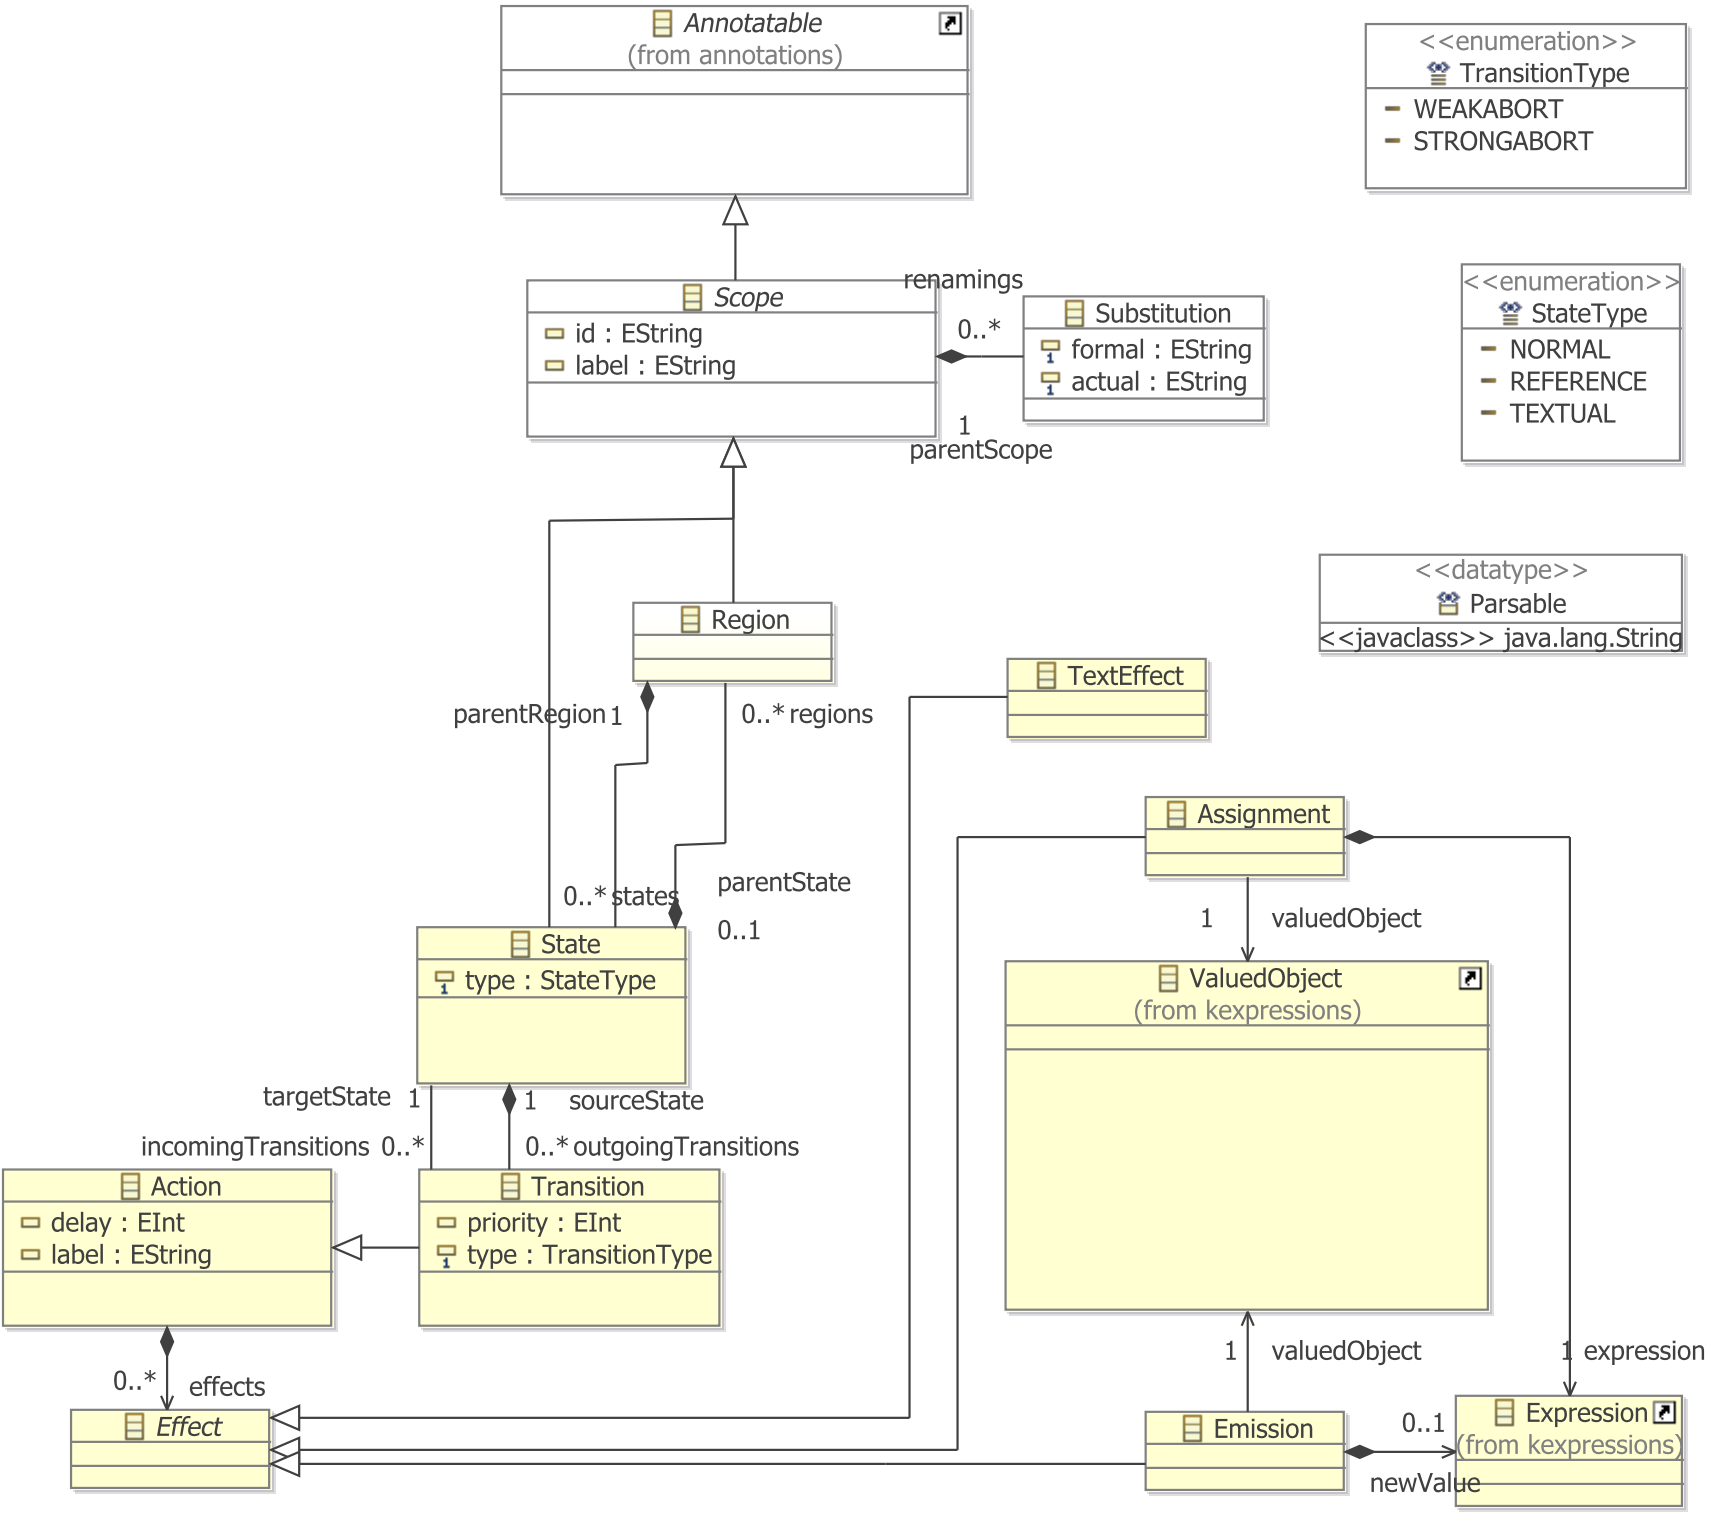 Annotatable
(from annotations)
<<enumeration>>
TransitionType
WEAKABORT
STRONGABORT
Scope
id : EString
label : EString
renamings
0..*
1
parentScope
Substitution
formal : EString
actual : EString
1
1
<<enumeration>>
StateType
NORMAL
REFERENCE
TEXTUAL
<<datatype>>
Parsable
<<javaclass>> java.lang.String
Region
parentRegion 1
0..* regions
TextEffect
Assignment
0..* states
parentState
0..1
1 valuedObject
State
type : StateType
1
ValuedObject
(from kexpressions)
targetState 1
1 sourceState
incomingTransitions 0..*
0..* outgoingTransitions
Action
delay : EInt
label : EString
Transition
priority : EInt
type : TransitionType
1
0..*
effects
1 valuedObject
1 expression
Effect
Emission
0..1
newValue
Expression
(from kexpressions)